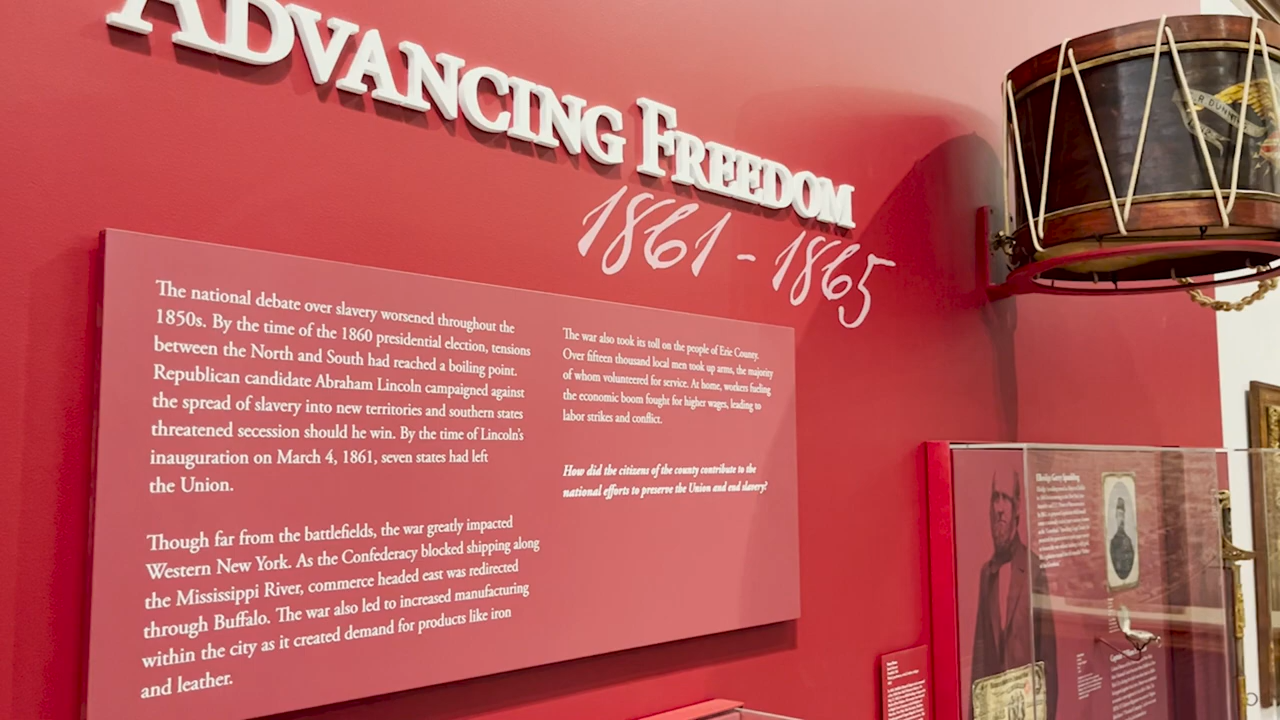 ADVANCING FREEDOM
1861 - 1865
The national debate over slavery worsened throughout the
1850s. By the time of the 1860 presidential election, tensions
between the North and South had reached a boiling point.
Republican candidate Abraham Lincoln campaigned against
the spread of slavery into new territories and southern states
threatened secession should he win. By the time of Lincoln's
inauguration on March 4, 1861, seven states had left
the Union.
Though far from the battlefields, the war greatly impacted
Western New York. As the Confederacy blocked shipping along
the Mississippi River, commerce headed east was redirected
through Buffalo. The war also led to increased manufacturing
within the city as it created demand for products like iron
and leather.
The war also took its toll on the people of Erie County.
Over fifteen thousand local men took up arms, the majority
of whom volunteered for service. At home, workers fueling
the economic boom fought for higher wages, leading to
labor strikes and conflict.
How did the citizens of the county contribute to the
national efforts to preserve the Union and end slavery?
Elbridge Gerry Spaulding